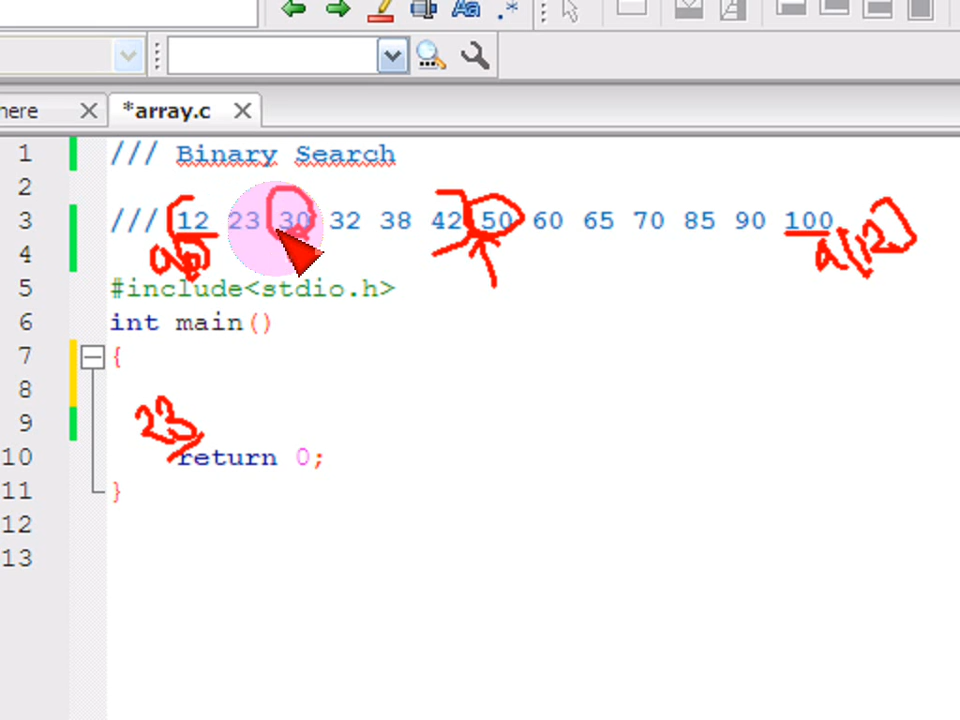 here
*array.c
1 /// Binary Search
2
3 /// 12 23 30 32 38 42 50 60 65 70 85 90 100
4
5 #include<stdio.h>
6 int main()
7 {
8
9
23
10 return 0;
11 }
12
13